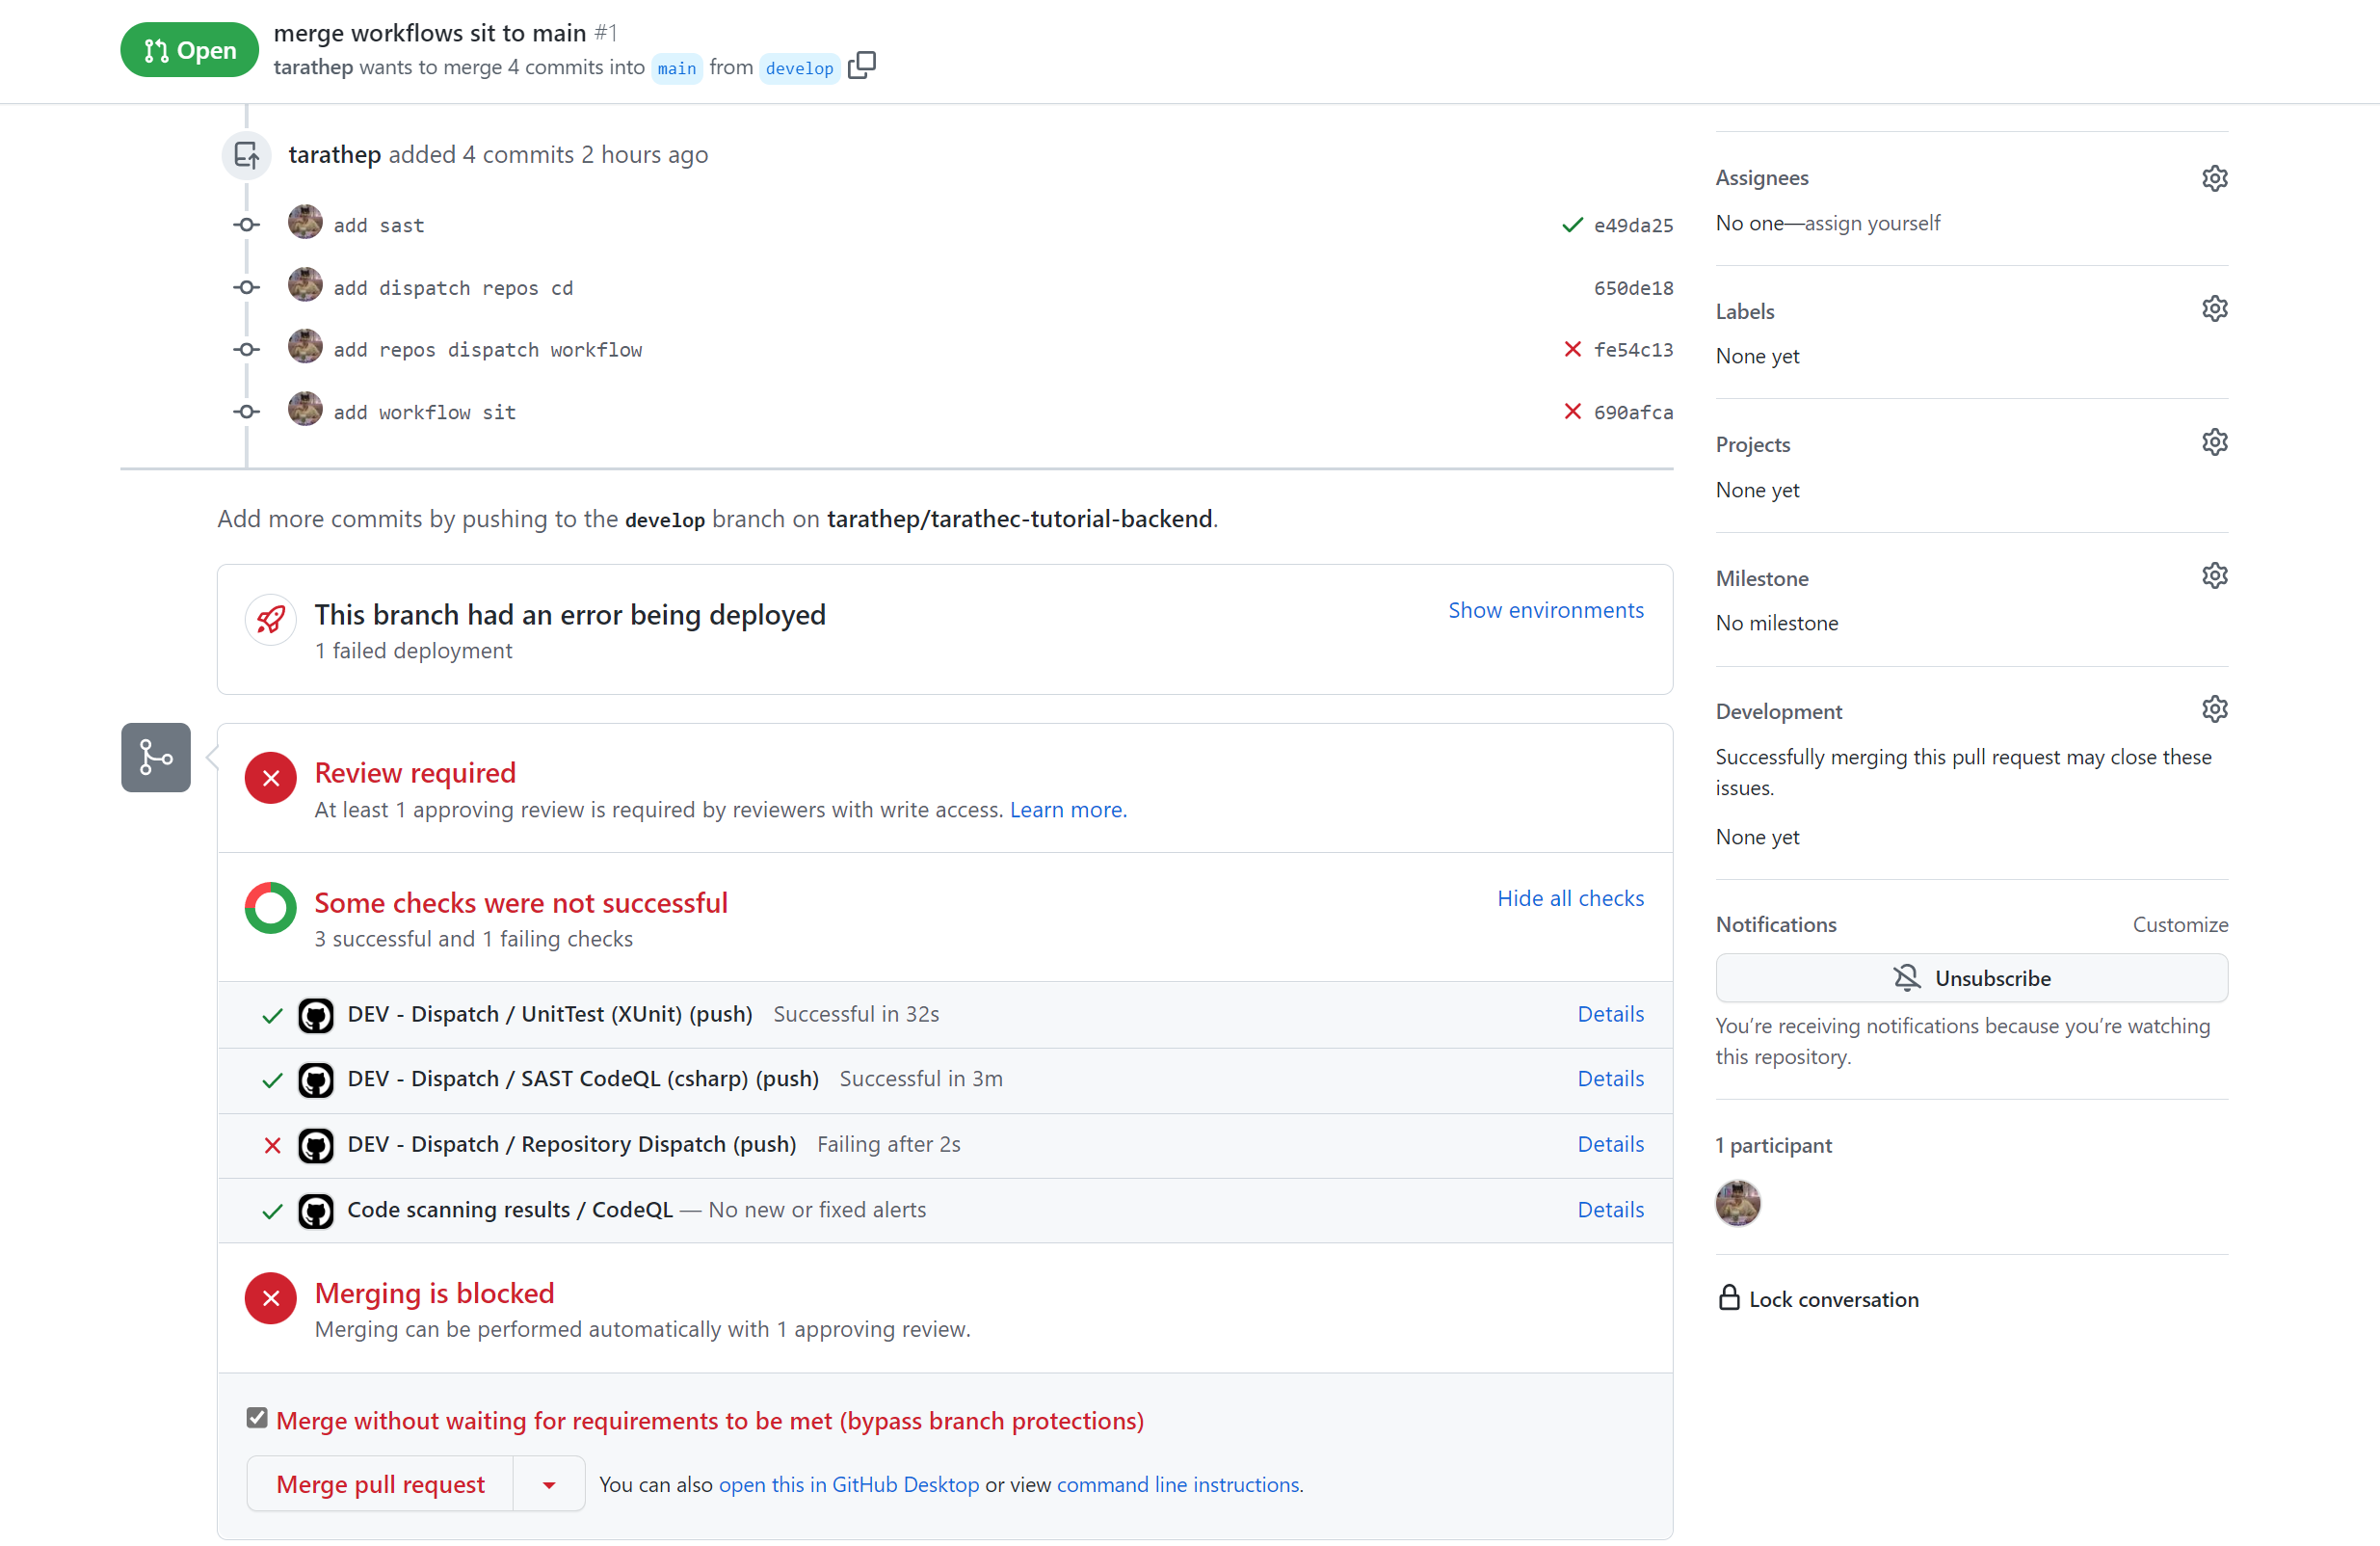 Open
merge workflows sit to main #1
tarathep wants to merge 4 commits into main from develop
tarathep added 4 commits 2 hours ago
add sast e49da25
add dispatch repos cd 650de18
add repos dispatch workflow fe54c13
add workflow sit 690afca
Add more commits by pushing to the develop branch on tarathep/tarathec-tutorial-backend.
This branch had an error being deployed
1 failed deployment
Show environments
Review required
At least 1 approving review is required by reviewers with write access. Learn more.
Some checks were not successful
3 successful and 1 failing checks
Hide all checks
DEV - Dispatch / UnitTest (XUnit) (push) Successful in 32s Details
DEV - Dispatch / SAST CodeQL (csharp) (push) Successful in 3m Details
DEV - Dispatch / Repository Dispatch (push) Failing after 2s Details
Code scanning results / CodeQL — No new or fixed alerts Details
Merging is blocked
Merging can be performed automatically with 1 approving review.
Merge without waiting for requirements to be met (bypass branch protections)
Merge pull request
You can also open this in GitHub Desktop or view command line instructions.
Assignees
No one—assign yourself
Labels
None yet
Projects
None yet
Milestone
No milestone
Development
Successfully merging this pull request may close these
issues.
None yet
Notifications Customize
Unsubscribe
You’re receiving notifications because you’re watching
this repository.
1 participant
Lock conversation